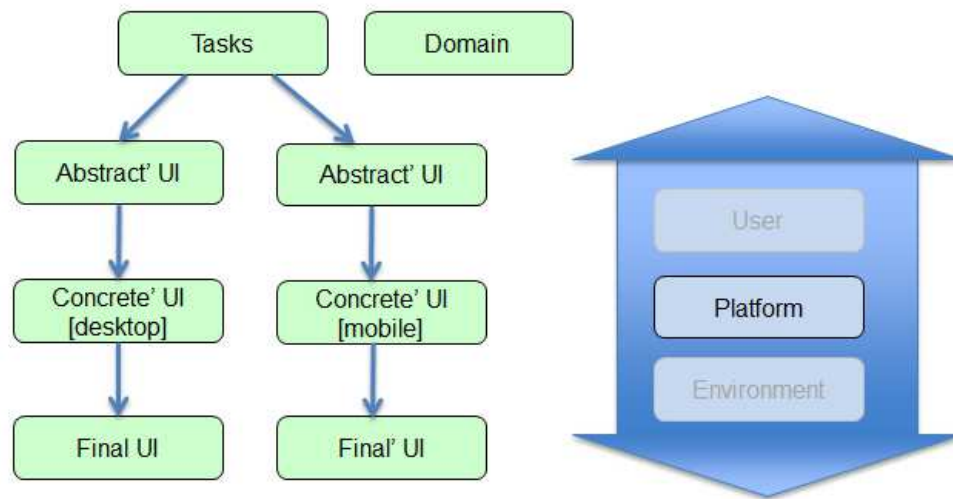 Tasks
Domain
Abstract’ UI
Abstract’ UI
User
Concrete’ UI
[desktop]
Concrete’ UI
[mobile]
Platform
Environment
Final UI
Final’ UI